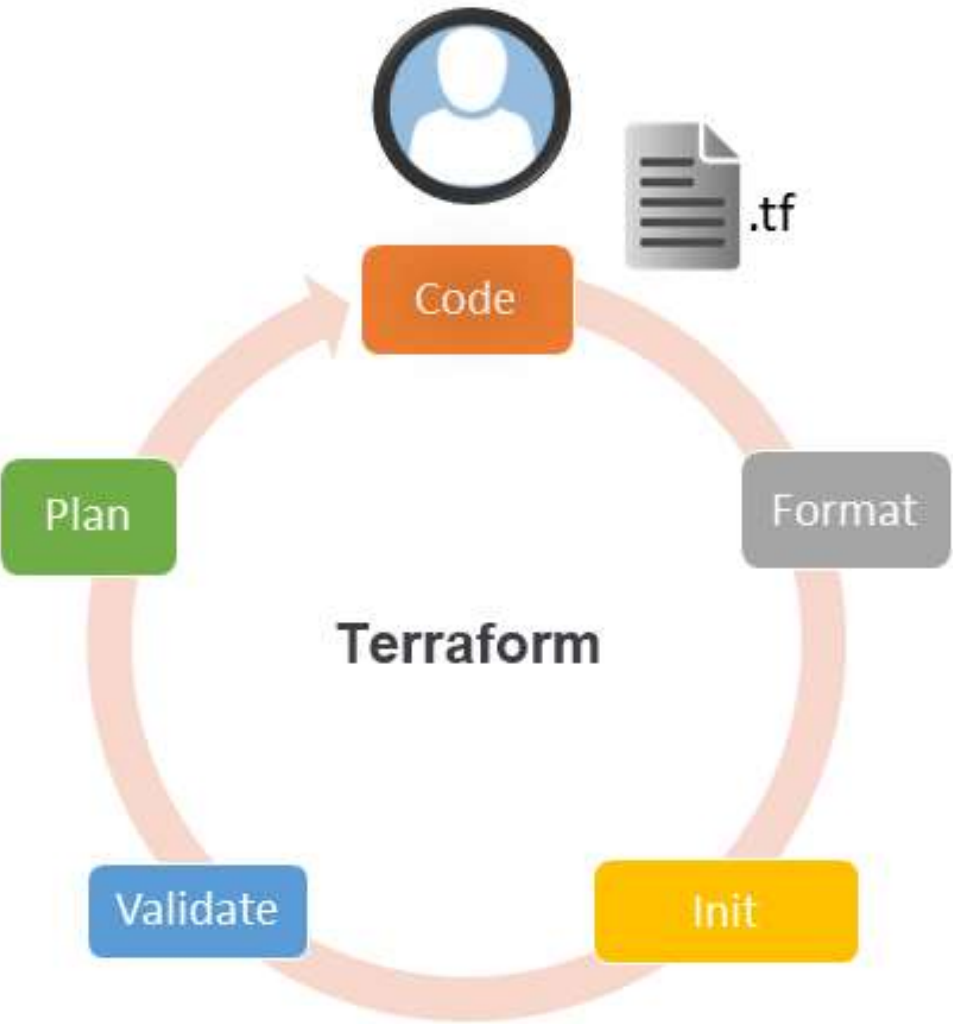 .tf
Code
Format
Plan
Terraform
Validate
Init